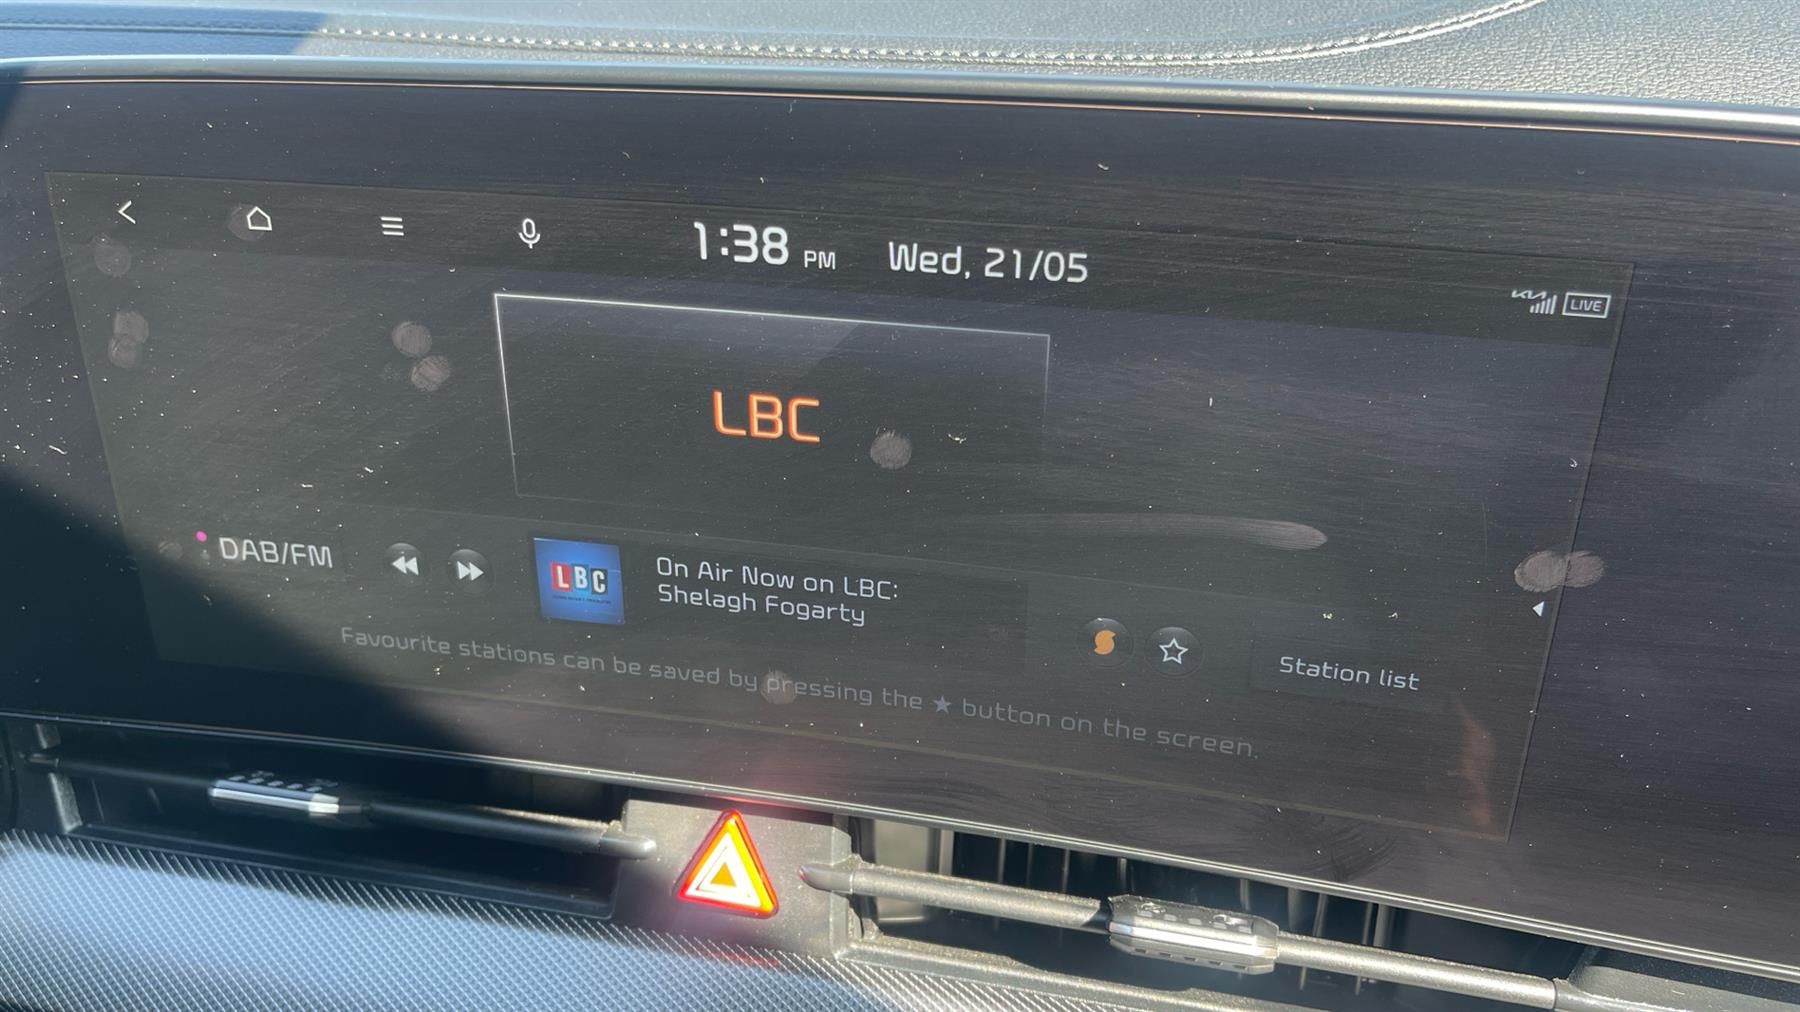 1:38 PM Wed, 21/05
LIVE
LBC
DAB/FM
LBC
On Air Now on LBC:
Shelagh Fogarty
Station list
Favourite stations can be saved by pressing the ★ button on the screen.